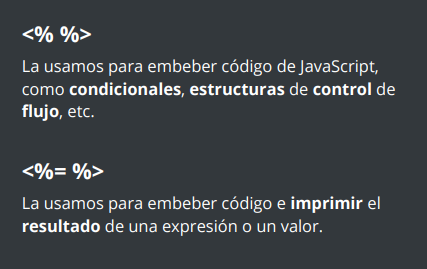 <% %>
La usamos para embeber código de JavaScript,
como condicionales, estructuras de control de
flujo, etc.
<%= %>
La usamos para embeber código e imprimir el
resultado de una expresión o un valor.